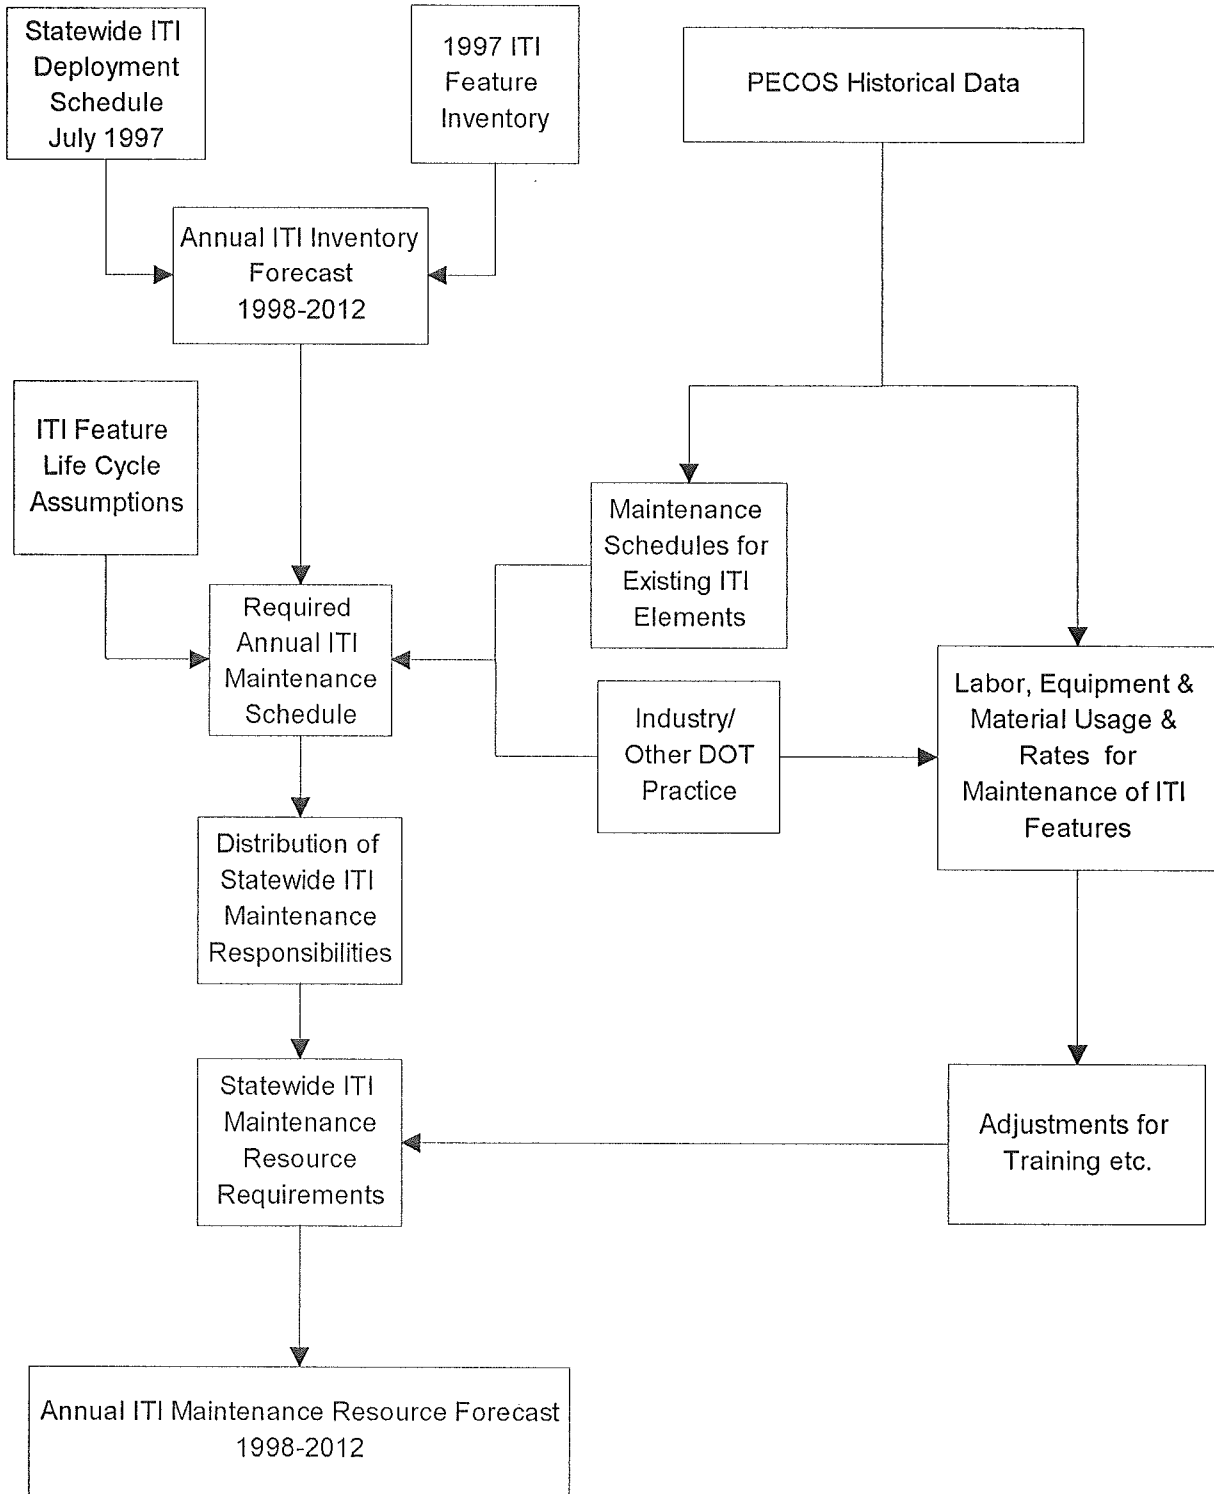 Statewide ITI
Deployment
Schedule
July 1997
1997 ITI
Feature
Inventory
PECOS Historical Data
Annual ITI Inventory
Forecast
1998-2012
ITI Feature
Life Cycle
Assumptions
Maintenance
Schedules for
Existing ITI
Elements
Required
Annual ITI
Maintenance
Schedule
Industry/
Other DOT
Practice
Labor, Equipment &
Material Usage &
Rates for
Maintenance of ITI
Features
Distribution of
Statewide ITI
Maintenance
Responsibilities
Statewide ITI
Maintenance
Resource
Requirements
Adjustments for
Training etc.
Annual ITI Maintenance Resource Forecast
1998-2012